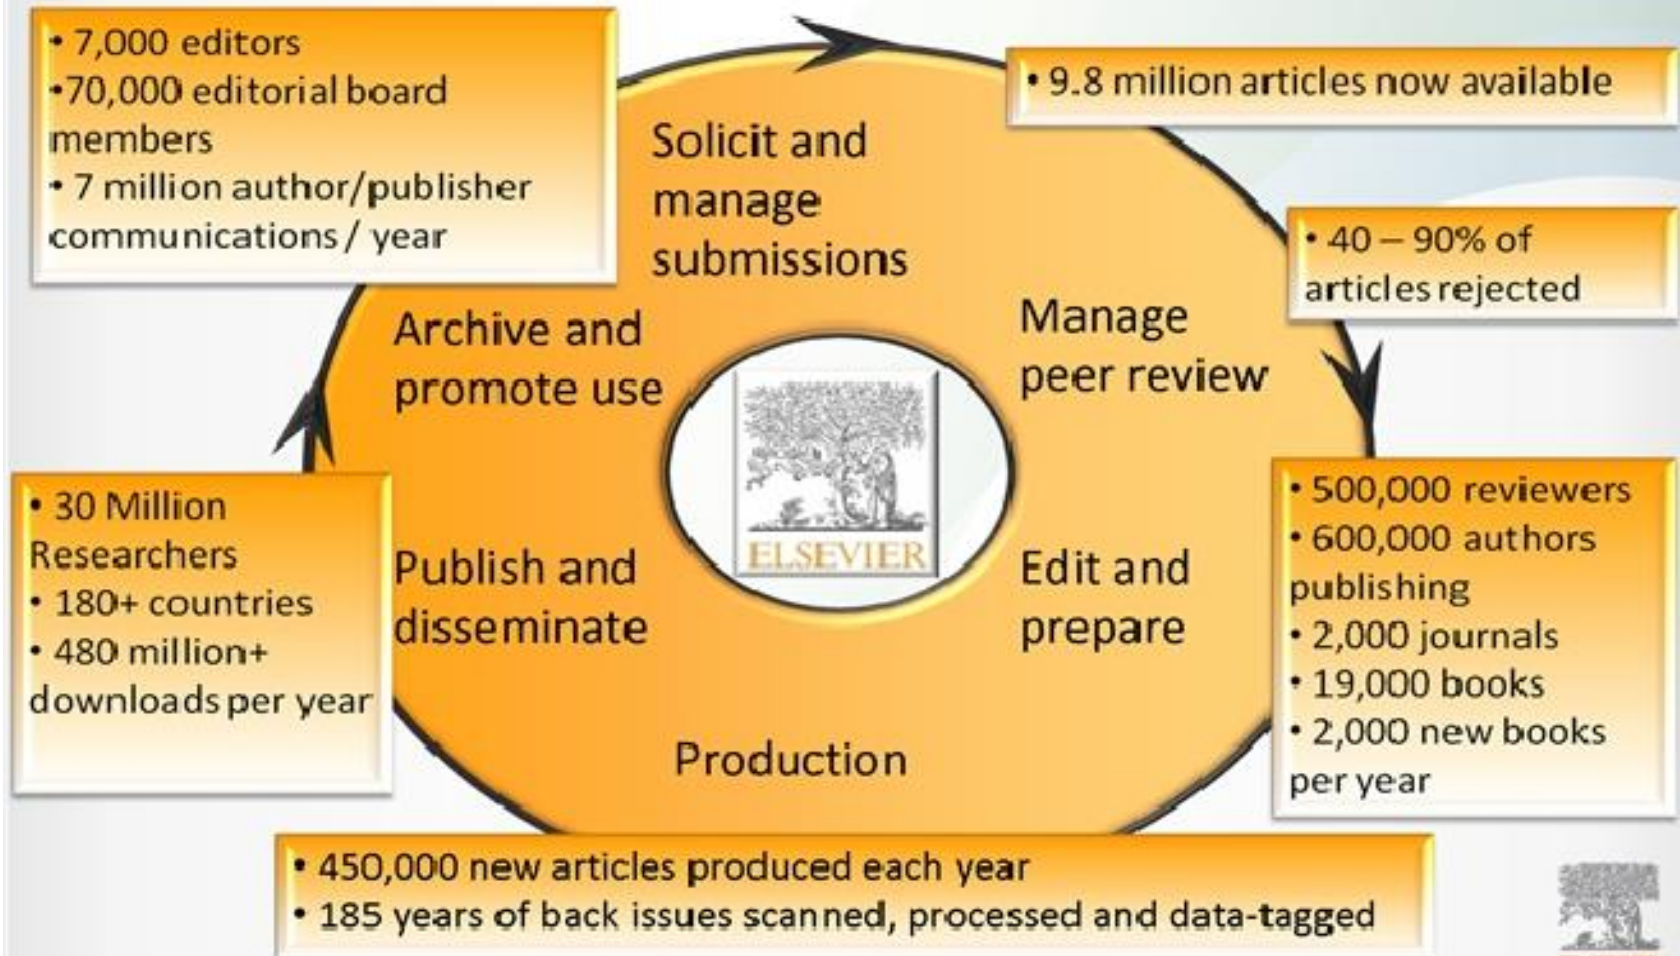 • 7,000 editors
•70,000 editorial board
members
• 7 million author/publisher
communications / year
• 9.8 million articles now available
Solicit and
manage
submissions
• 40 – 90% of
articles rejected
Archive and
promote use
Manage
peer review
ELSEVIER
• 30 Million
Researchers
• 180+ countries
• 480 million+
downloads per year
Publish and
disseminate
Edit and
prepare
• 500,000 reviewers
• 600,000 authors
publishing
• 2,000 journals
• 19,000 books
• 2,000 new books
per year
Production
• 450,000 new articles produced each year
• 185 years of back issues scanned, processed and data-tagged